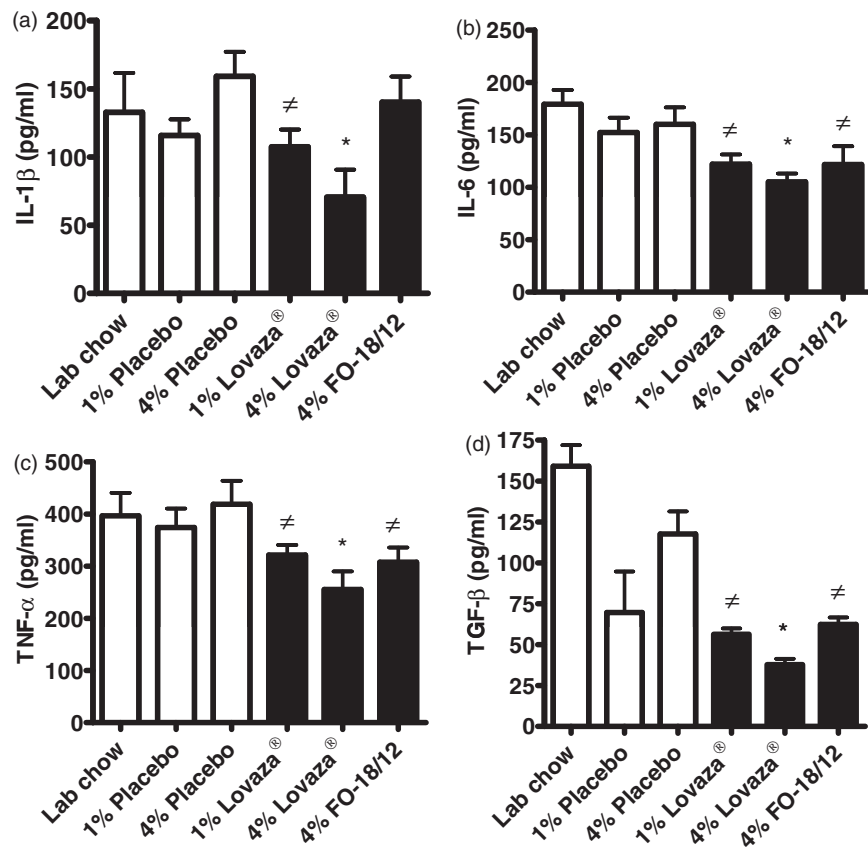 (a)
IL-1β (pg/ml)
200
150
100
50
0
≠
*
Lab chow
1% Placebo
4% Placebo
1% Lovaza®
4% Lovaza®
4% FO-18/12
(b)
IL-6 (pg/ml)
250
200
150
100
50
0
≠
*
≠
Lab chow
1% Placebo
4% Placebo
1% Lovaza®
4% Lovaza®
4% FO-18/12
(c)
TNF-α (pg/ml)
500
400
300
200
100
0
≠
*
≠
Lab chow
1% Placebo
4% Placebo
1% Lovaza®
4% Lovaza®
4% FO-18/12
(d)
TGF-β (pg/ml)
175
150
125
100
75
50
25
0
≠
*
≠
Lab chow
1% Placebo
4% Placebo
1% Lovaza®
4% Lovaza®
4% FO-18/12